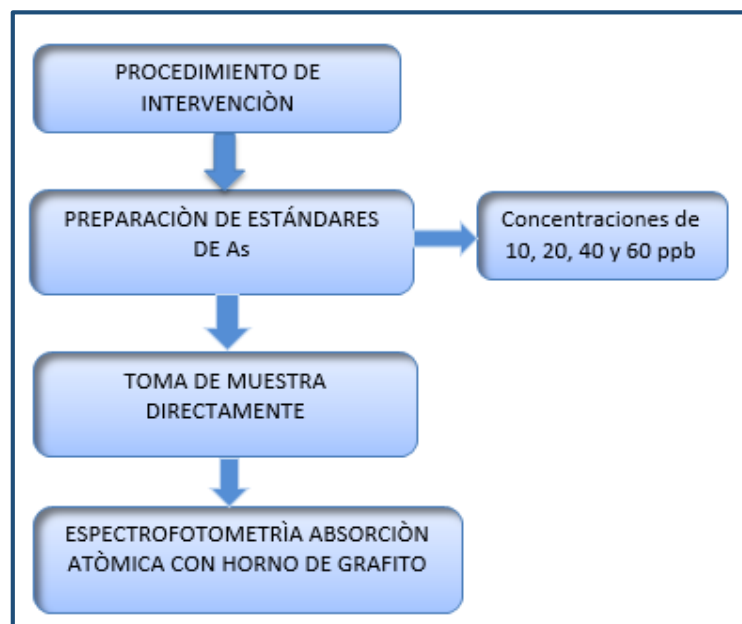 PROCEDIMIENTO DE
INTERVENCIÒN
PREPARACIÒN DE ESTÁNDARES
DE As
Concentraciones de
10, 20, 40 y 60 ppb
TOMA DE MUESTRA
DIRECTAMENTE
ESPECTROFOTOMETRÌA ABSORCIÒN
ATÒMICA CON HORNO DE GRAFITO